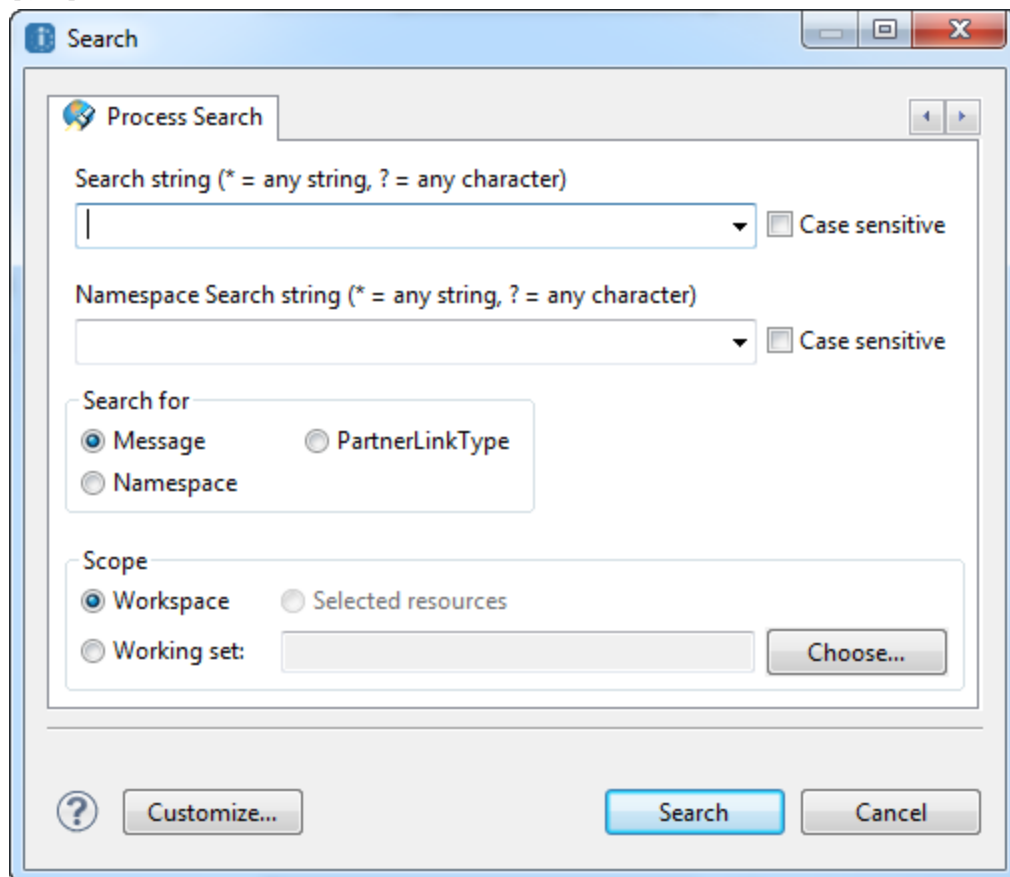 Search
Process Search
Search string (* = any string, ? = any character)
Case sensitive
Namespace Search string (* = any string, ? = any character)
Case sensitive
Search for
Message PartnerLinkType
Namespace
Scope
Workspace Selected resources
Working set: Choose...
? Customize... Search Cancel